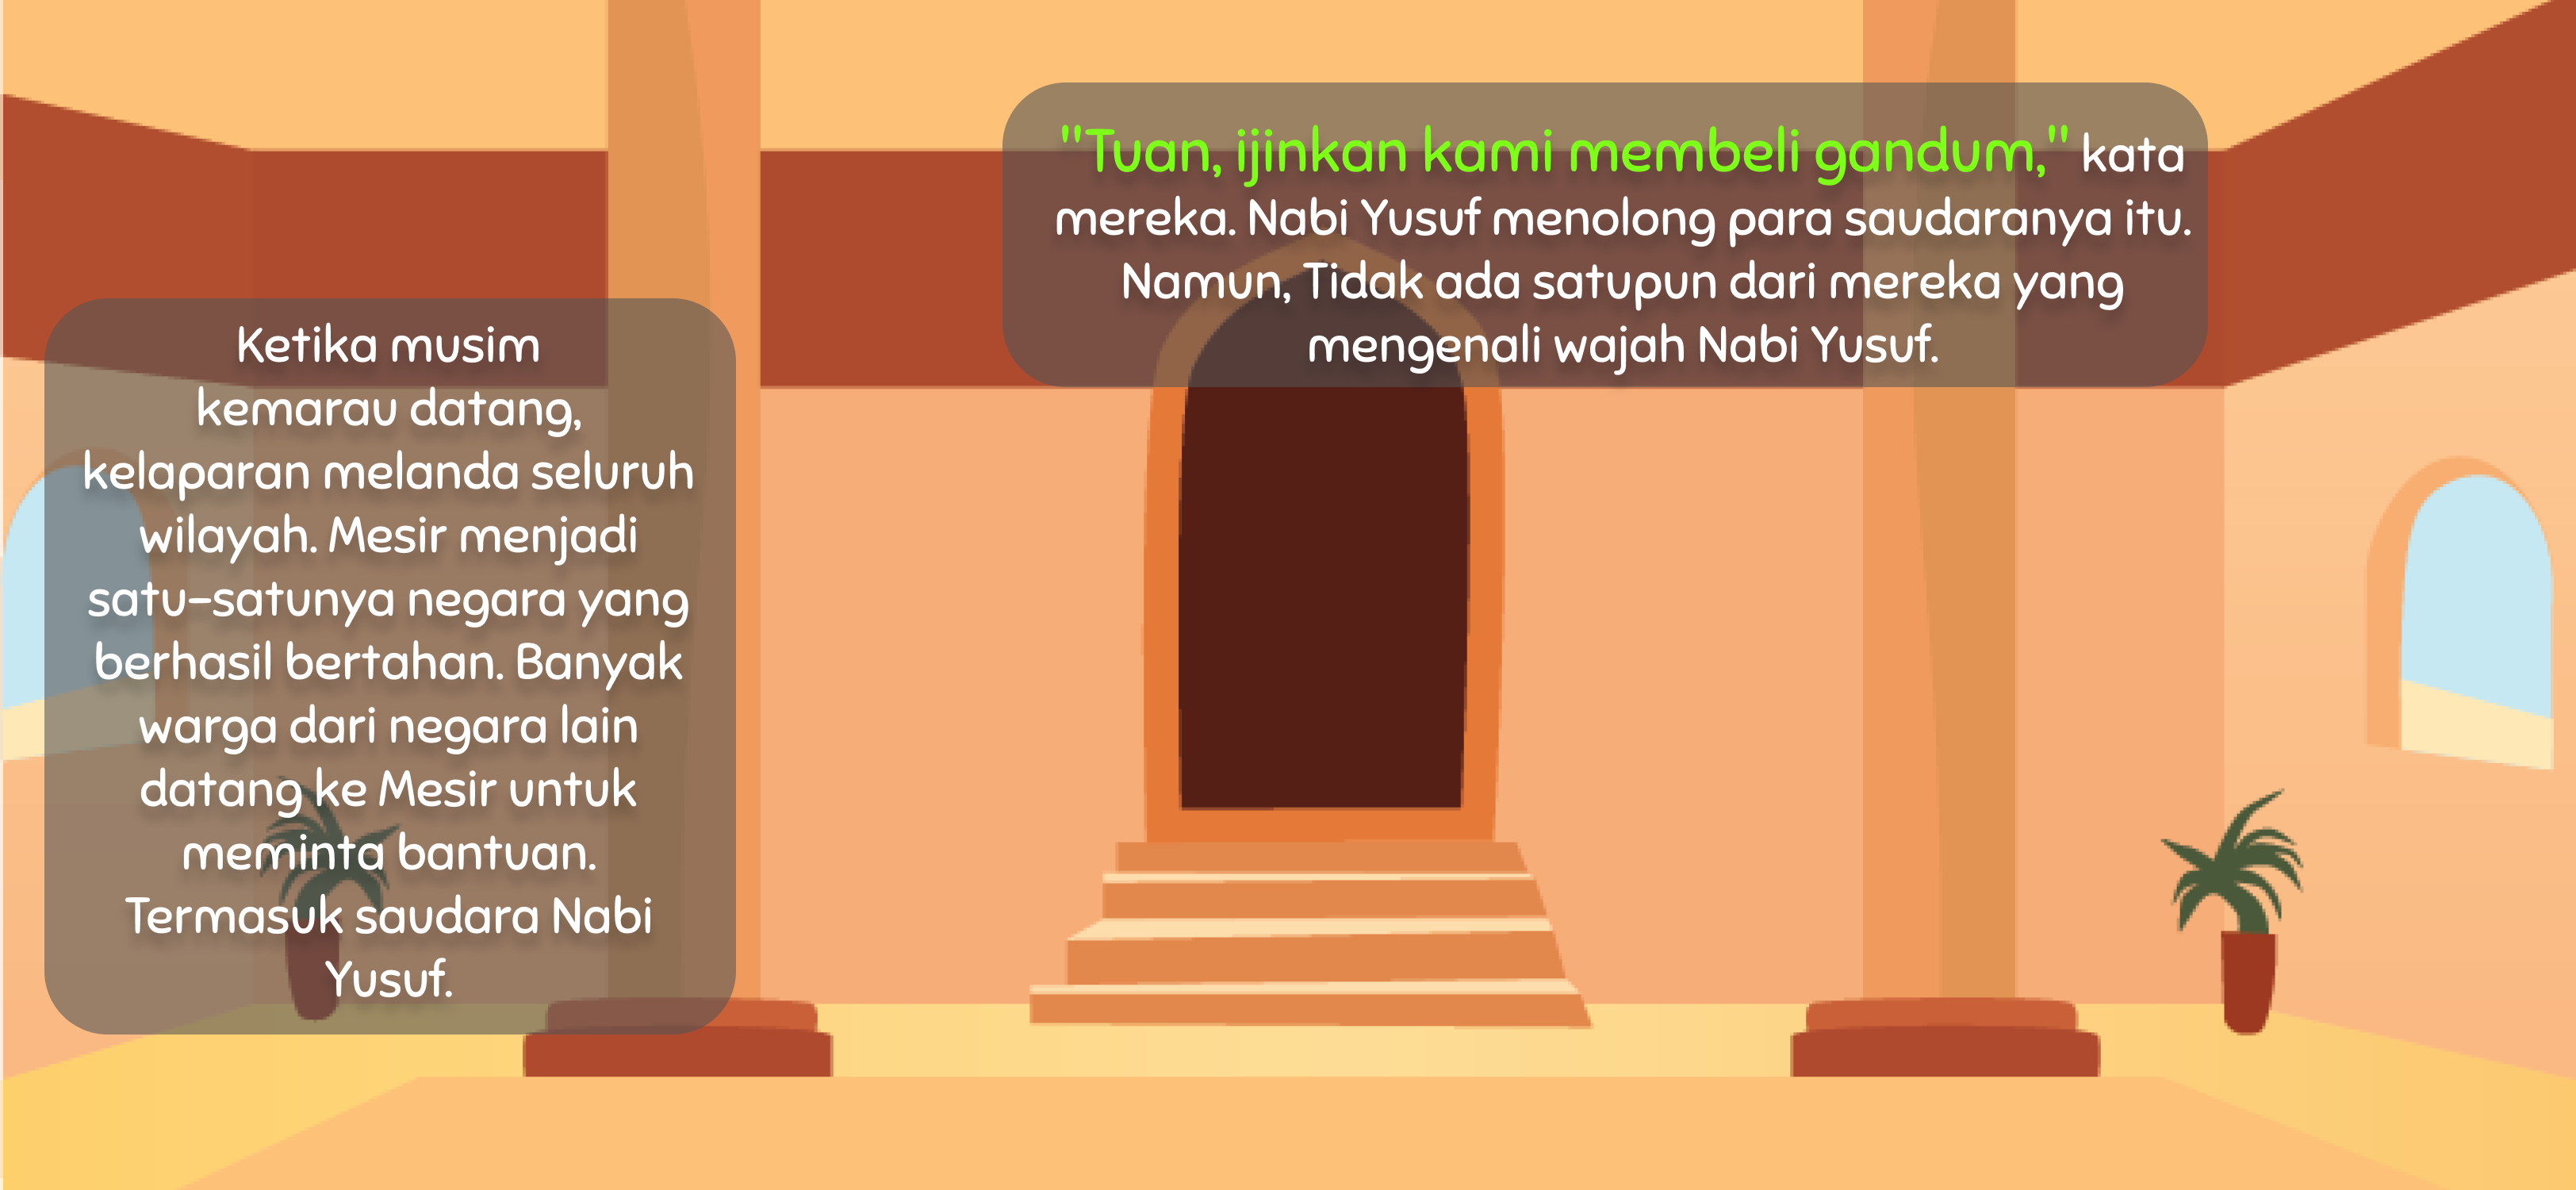 Ketika musim
kemarau datang,
kelaparan melanda seluruh
wilayah. Mesir menjadi
satu-satunya negara yang
berhasil bertahan. Banyak
warga dari negara lain
datang ke Mesir untuk
meminta bantuan.
Termasuk saudara Nabi
Yusuf.
"Tuan, ijinkan kami membeli gandum," kata
mereka. Nabi Yusuf menolong para saudaranya itu.
Namun, Tidak ada satupun dari mereka yang
mengenali wajah Nabi Yusuf.